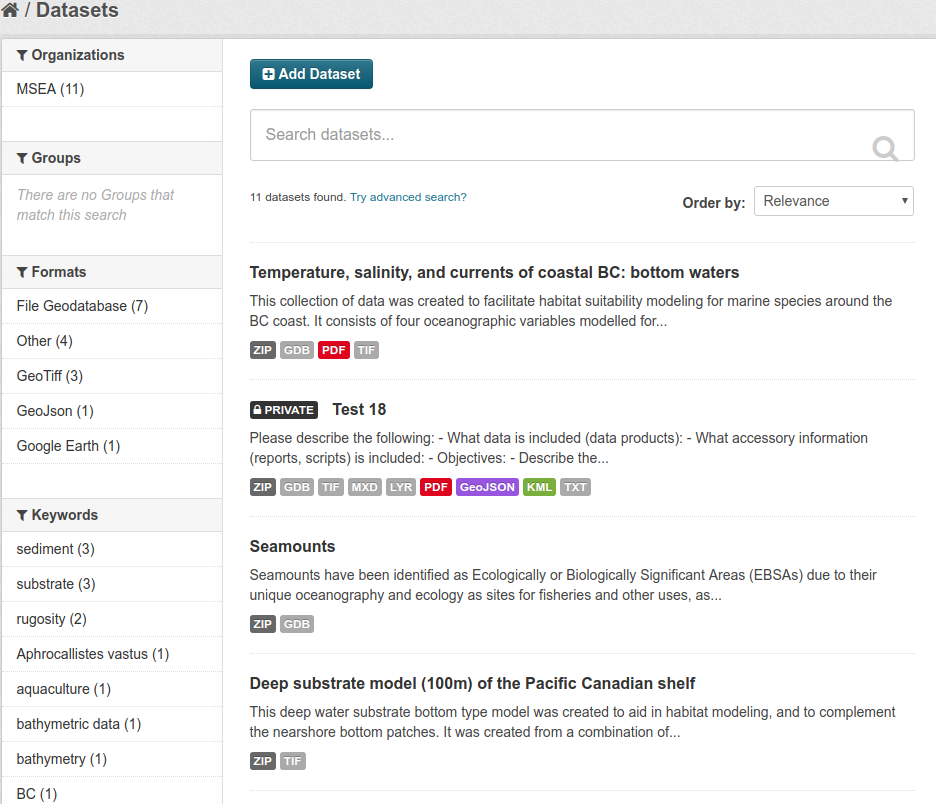 / Datasets
Organizations
MSEA (11)
Groups
There are no Groups that
match this search
Formats
File Geodatabase (7)
Other (4)
GeoTiff (3)
GeoJson (1)
Google Earth (1)
Keywords
sediment (3)
substrate (3)
rugosity (2)
Aphrocallistes vastus (1)
aquaculture (1)
bathymetric data (1)
bathymetry (1)
BC (1)
Add Dataset
Search datasets...
11 datasets found. Try advanced search?
Order by: Relevance
Temperature, salinity, and currents of coastal BC: bottom waters
This collection of data was created to facilitate habitat suitability modeling for marine species around the
BC coast. It consists of four oceanographic variables modelled for...
ZIP GDB PDF TIF
PRIVATE Test 18
Please describe the following: - What data is included (data products): - What accessory information
(reports, scripts) is included: - Objectives: - Describe the...
ZIP GDB TIF MXD LYR PDF GeoJSON KML TXT
Seamounts
Seamounts have been identified as Ecologically or Biologically Significant Areas (EBSAs) due to their
unique oceanography and ecology as sites for fisheries and other uses, as...
ZIP GDB
Deep substrate model (100m) of the Pacific Canadian shelf
This deep water substrate bottom type model was created to aid in habitat modeling, and to complement
the nearshore bottom patches. It was created from a combination of...
ZIP TIF